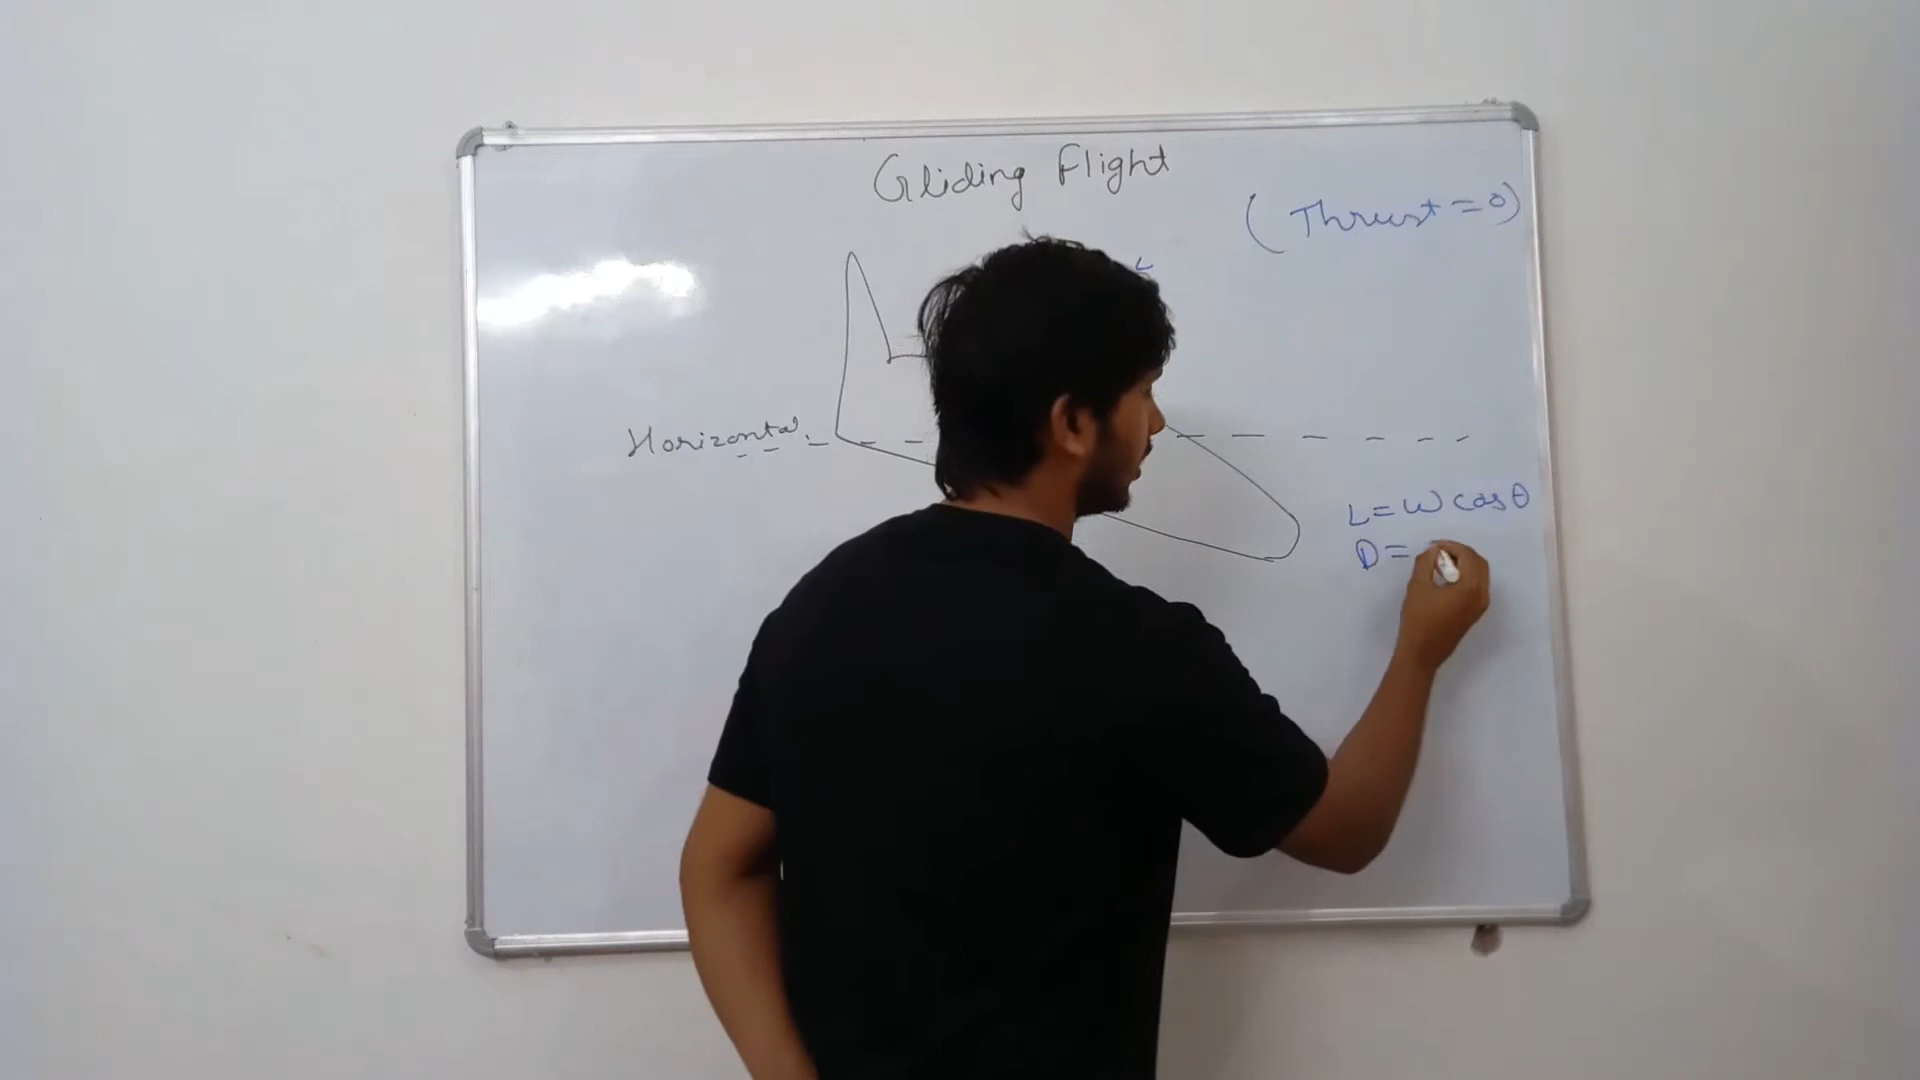 Gliding Flight
(Thrust = 0)
L
Horizontal
L = W cos θ
D =